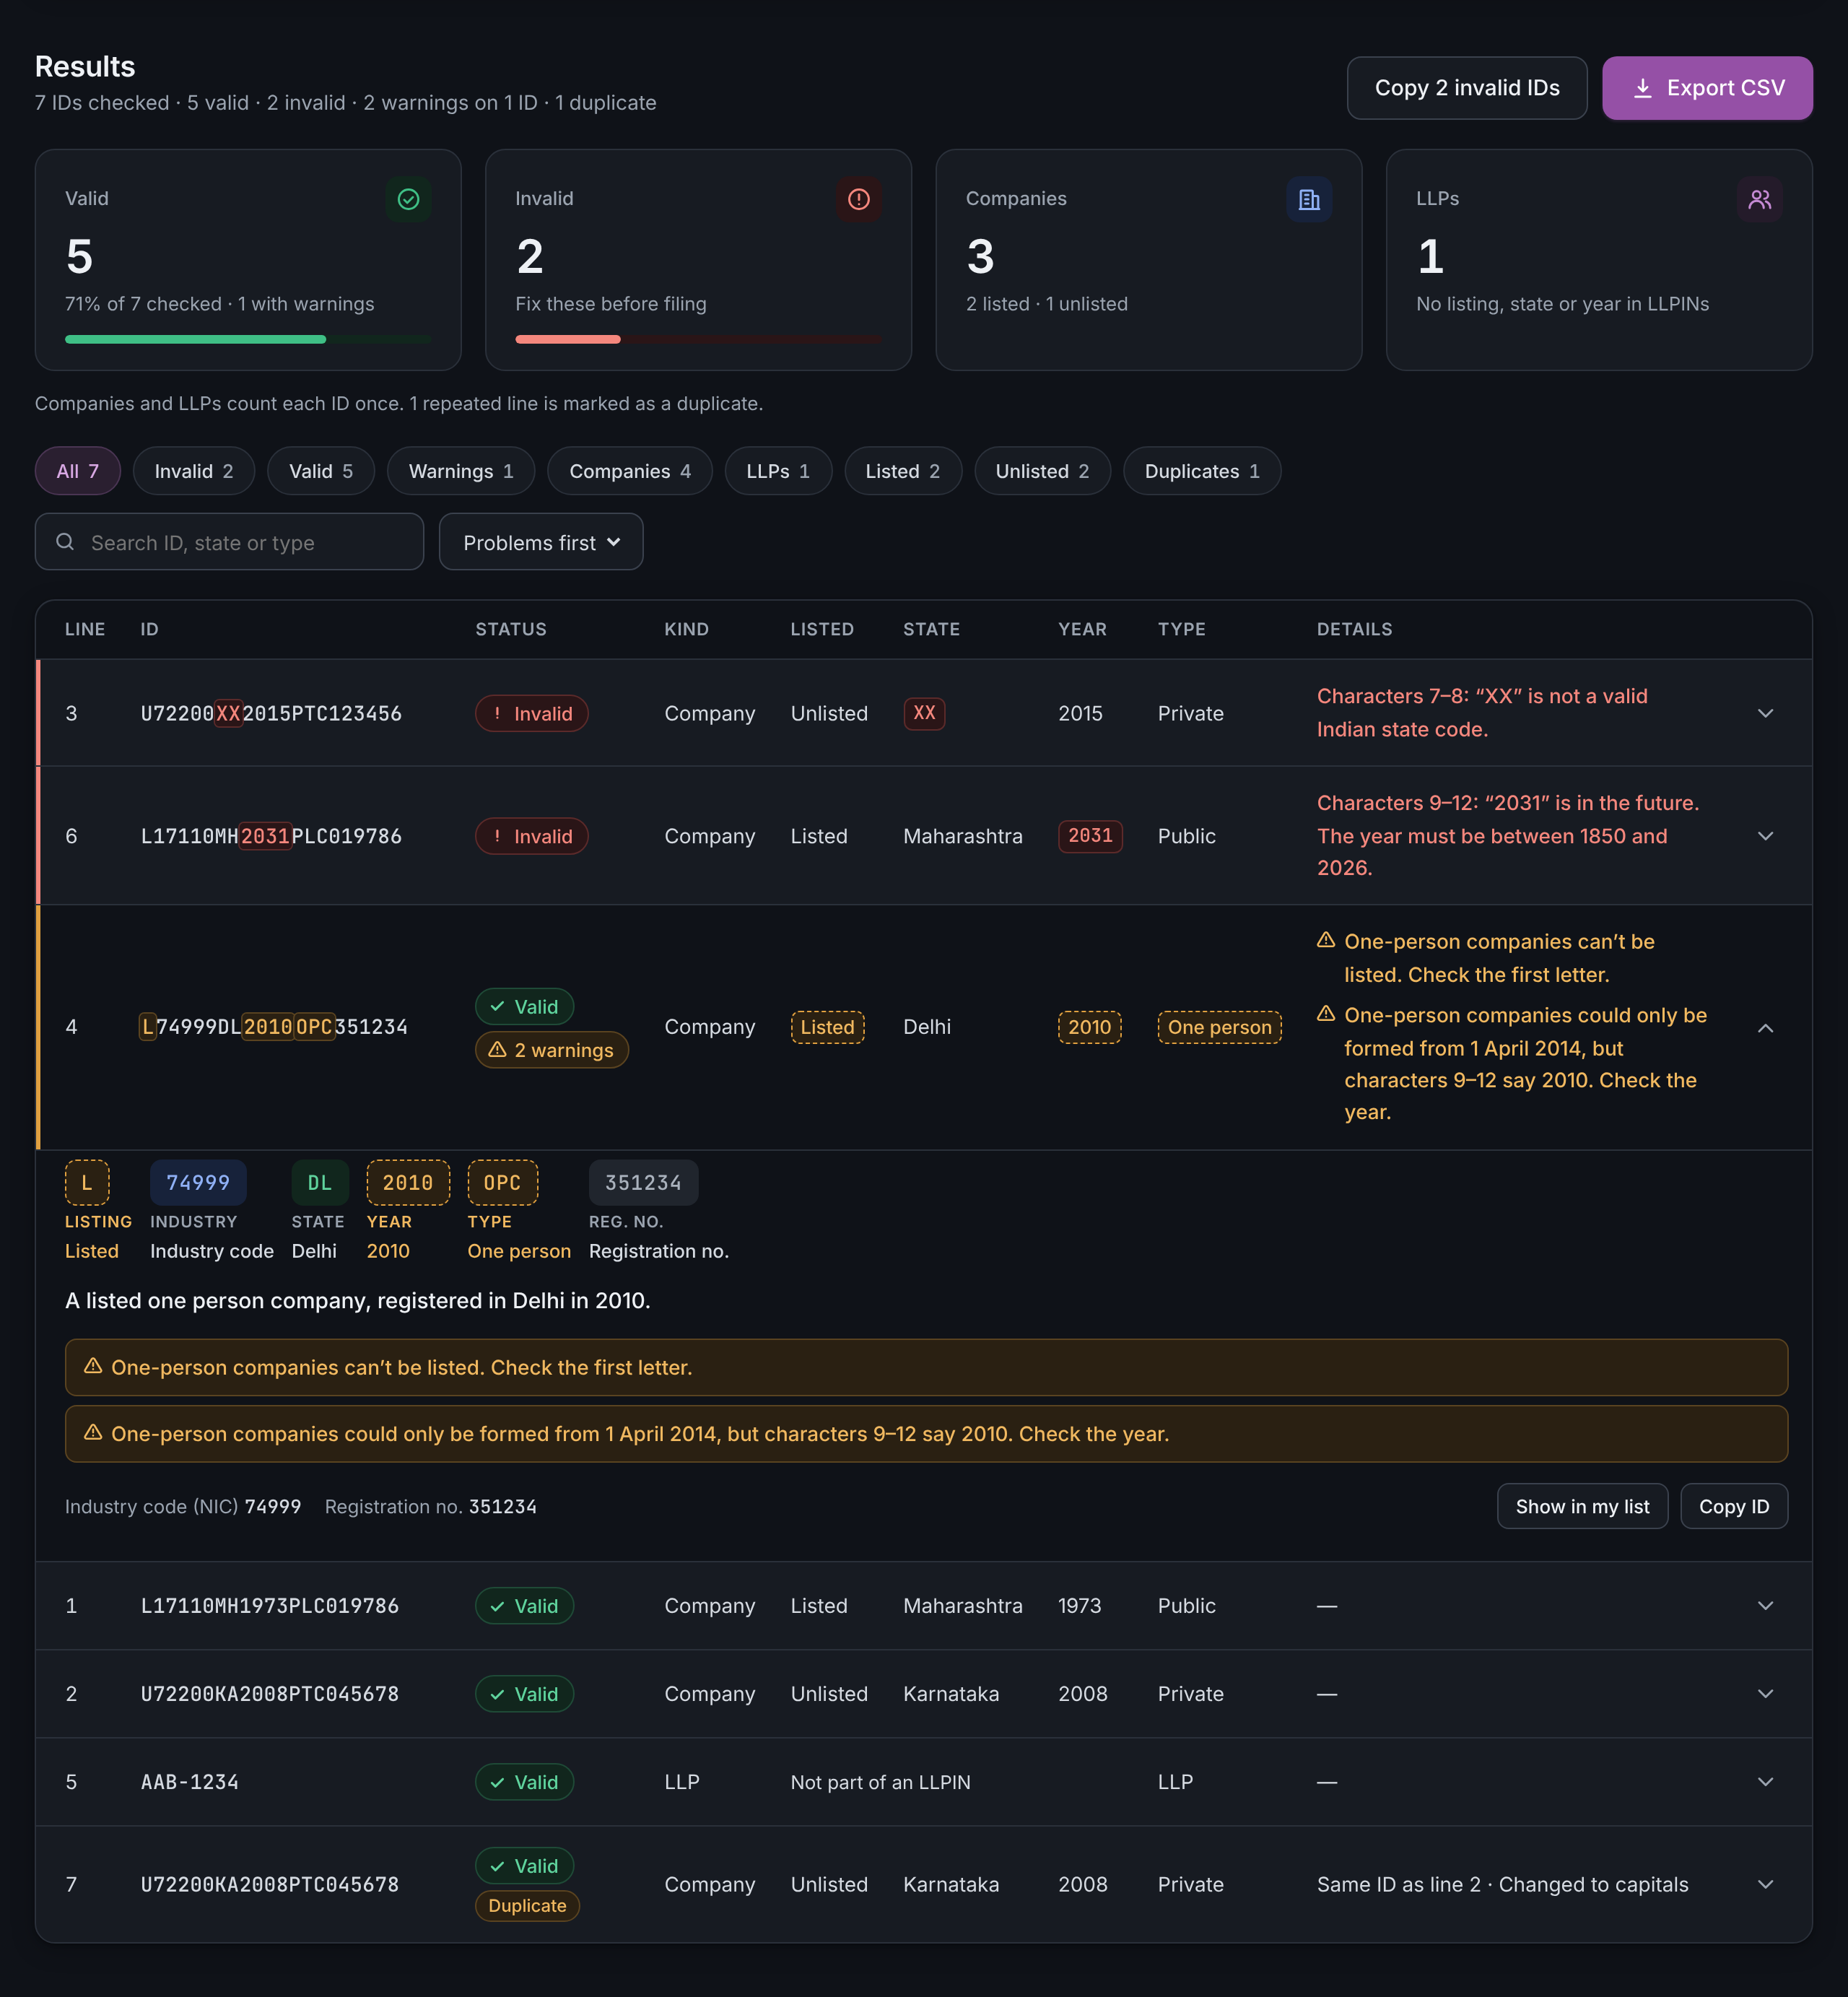 Results
7 IDs checked · 5 valid · 2 invalid · 2 warnings on 1 ID · 1 duplicate
Copy 2 invalid IDs
Export CSV
Valid
5
71% of 7 checked · 1 with warnings
Invalid
2
Fix these before filing
Companies
3
2 listed · 1 unlisted
LLPs
1
No listing, state or year in LLPINs
Companies and LLPs count each ID once. 1 repeated line is marked as a duplicate.
All 7
Invalid 2
Valid 5
Warnings 1
Companies 4
LLPs 1
Listed 2
Unlisted 2
Duplicates 1
Search ID, state or type
Problems first
LINE ID STATUS KIND LISTED STATE YEAR TYPE DETAILS
3 U72200XX2015PTC123456 ! Invalid Company Unlisted XX 2015 Private
Characters 7–8: “XX” is not a valid
Indian state code.
6 L17110MH2031PLC019786 ! Invalid Company Listed Maharashtra 2031 Public
Characters 9–12: “2031” is in the future.
The year must be between 1850 and
2026.
4 L74999DL2010OPC351234
Valid
2 warnings
Company Listed Delhi 2010 One person
One-person companies can’t be
listed. Check the first letter.
One-person companies could only be
formed from 1 April 2014, but
characters 9–12 say 2010. Check the
year.
L 74999 DL 2010 OPC 351234
LISTING INDUSTRY STATE YEAR TYPE REG. NO.
Listed Industry code Delhi 2010 One person Registration no.
A listed one person company, registered in Delhi in 2010.
One-person companies can’t be listed. Check the first letter.
One-person companies could only be formed from 1 April 2014, but characters 9–12 say 2010. Check the year.
Industry code (NIC) 74999 Registration no. 351234
Show in my list
Copy ID
1 L17110MH1973PLC019786 Valid Company Listed Maharashtra 1973 Public —
2 U72200KA2008PTC045678 Valid Company Unlisted Karnataka 2008 Private —
5 AAB-1234 Valid LLP Not part of an LLPIN LLP —
7 U72200KA2008PTC045678
Valid
Duplicate
Company Unlisted Karnataka 2008 Private Same ID as line 2 · Changed to capitals